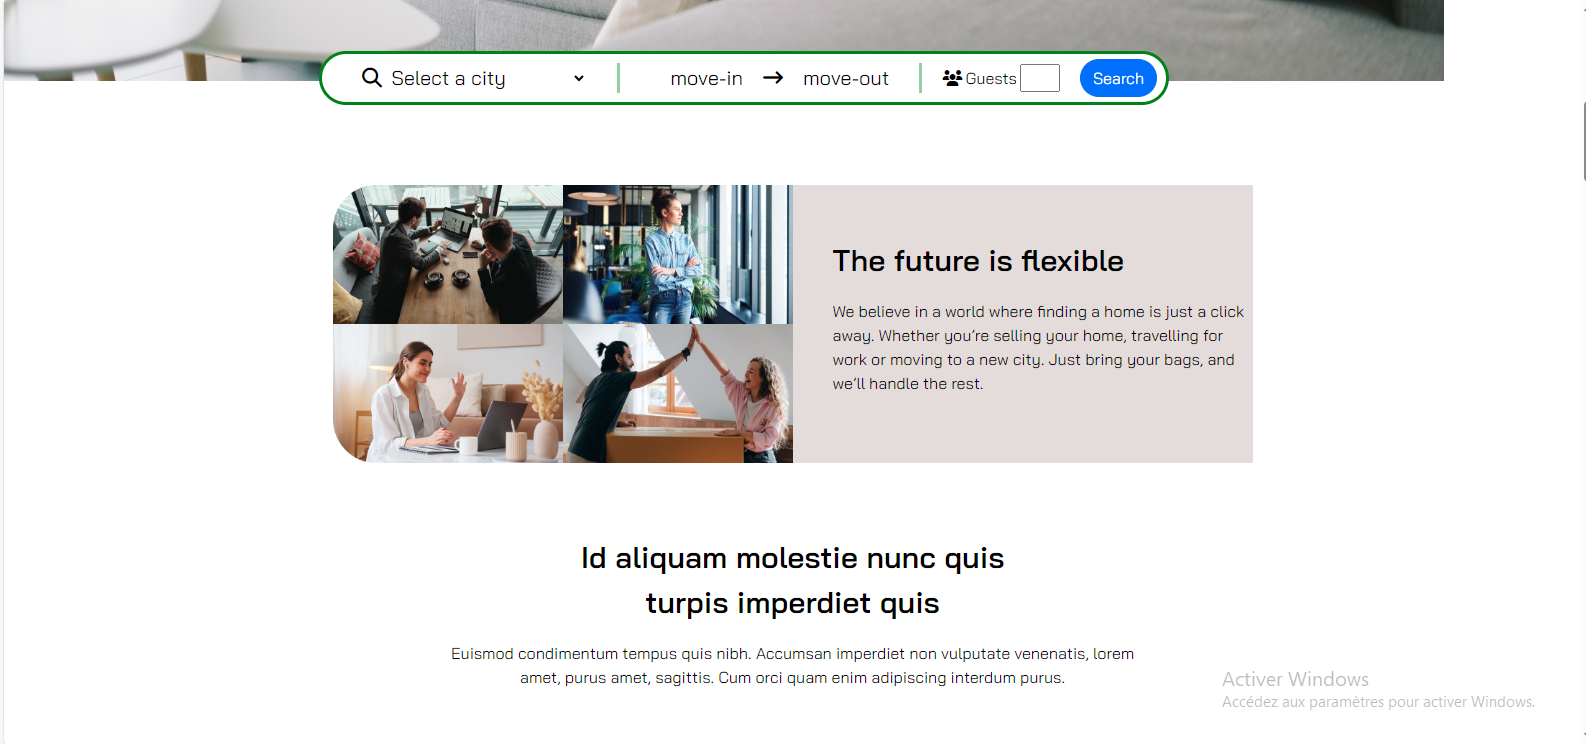 Select a city
move-in → move-out
Guests
Search
The future is flexible
We believe in a world where finding a home is just a click
away. Whether you’re selling your home, travelling for
work or moving to a new city. Just bring your bags, and
we’ll handle the rest.
Id aliquam molestie nunc quis
turpis imperdiet quis
Euismod condimentum tempus quis nibh. Accumsan imperdiet non vulputate venenatis, lorem
amet, purus amet, sagittis. Cum orci quam enim adipiscing interdum purus.
Activer Windows
Accédez aux paramètres pour activer Windows.